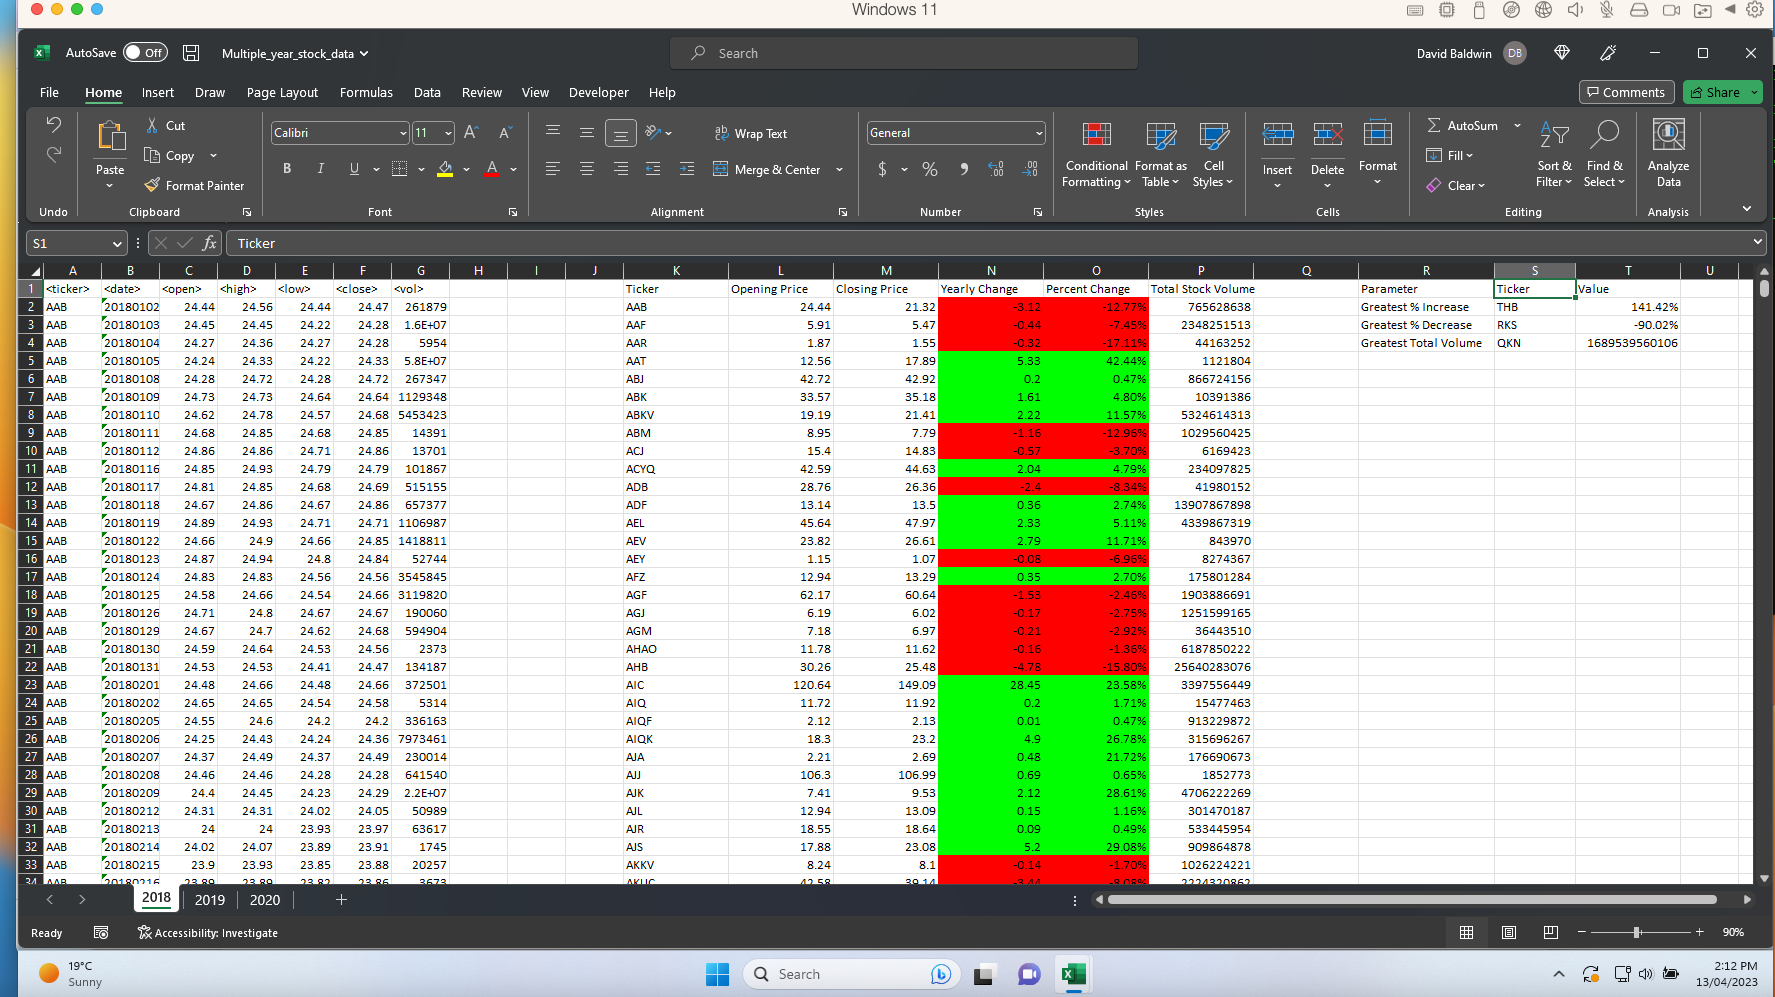 Windows 11
AutoSave Off Multiple_year_stock_data Search David Baldwin DB
File Home Insert Draw Page Layout Formulas Data Review View Developer Help Comments Share
Paste Cut Copy Format Painter
Calibri 11 B I U A
ab Wrap Text Merge & Center
General $ % 9
Conditional Formatting Format as Table Cell Styles
Insert Delete Format
AutoSum Fill Clear Sort & Filter Find & Select Analyze Data
Undo Clipboard Font Alignment Number Styles Cells Editing Analysis
S1 fx Ticker
A B C D E F G H I J K L M N O P Q R S T U
1 <ticker> <date> <open> <high> <low> <close> <vol> Ticker Opening Price Closing Price Yearly Change Percent Change Total Stock Volume Parameter Ticker Value
2 AAB 20180102 24.44 24.56 24.44 24.47 261879 AAB 24.44 21.32 -3.12 -12.77% 765628638 Greatest % Increase THB 141.42%
3 AAB 20180103 24.45 24.45 24.22 24.28 1.6E+07 AAF 5.91 5.47 -0.44 -7.45% 2348251513 Greatest % Decrease RKS -90.02%
4 AAB 20180104 24.27 24.36 24.27 24.28 5954 AAR 1.87 1.55 -0.32 -17.11% 44163252 Greatest Total Volume QKN 1689539560106
5 AAB 20180105 24.24 24.33 24.22 24.33 5.8E+07 AAT 12.56 17.89 5.33 42.44% 1121804
6 AAB 20180108 24.28 24.72 24.28 24.72 267347 ABJ 42.72 42.92 0.2 0.47% 866724156
7 AAB 20180109 24.73 24.73 24.64 24.64 1129348 ABK 33.57 35.18 1.61 4.80% 10391386
8 AAB 20180110 24.62 24.78 24.57 24.68 5453423 ABKV 19.19 21.41 2.22 11.57% 5324614313
9 AAB 20180111 24.68 24.85 24.68 24.85 14391 ABM 8.95 7.79 -1.16 -12.96% 1029560425
10 AAB 20180112 24.86 24.86 24.71 24.86 13701 ACJ 15.4 14.83 -0.57 -3.70% 6169423
11 AAB 20180116 24.85 24.93 24.79 24.79 101867 ACYQ 42.59 44.63 2.04 4.79% 234097825
12 AAB 20180117 24.81 24.85 24.68 24.69 515155 ADB 28.76 26.36 -2.4 -8.34% 41980152
13 AAB 20180118 24.67 24.86 24.67 24.86 657377 ADF 13.14 13.5 0.36 2.74% 13907867898
14 AAB 20180119 24.89 24.93 24.71 24.71 1106987 AEL 45.64 47.97 2.33 5.11% 4339867319
15 AAB 20180122 24.66 24.9 24.66 24.85 1418811 AEV 23.82 26.61 2.79 11.71% 843970
16 AAB 20180123 24.87 24.94 24.8 24.84 52744 AEY 1.15 1.07 -0.08 -6.96% 8274367
17 AAB 20180124 24.83 24.83 24.56 24.56 3545845 AFZ 12.94 13.29 0.35 2.70% 175801284
18 AAB 20180125 24.58 24.66 24.54 24.66 3119820 AGF 62.17 60.64 -1.53 -2.46% 1903886691
19 AAB 20180126 24.71 24.8 24.67 24.67 190060 AGJ 6.19 6.02 -0.17 -2.75% 1251599165
20 AAB 20180129 24.67 24.7 24.62 24.68 594904 AGM 7.18 6.97 -0.21 -2.92% 36443510
21 AAB 20180130 24.59 24.64 24.53 24.56 2373 AHAO 11.78 11.62 -0.16 -1.36% 6187850222
22 AAB 20180131 24.53 24.53 24.41 24.47 134187 AHB 30.26 25.48 -4.78 -15.80% 25640283076
23 AAB 20180201 24.48 24.66 24.48 24.66 372501 AIC 120.64 149.09 28.45 23.58% 3397556449
24 AAB 20180202 24.65 24.65 24.54 24.58 5314 AIQ 11.72 11.92 0.2 1.71% 15477463
25 AAB 20180205 24.55 24.6 24.2 24.2 336163 AIQF 2.12 2.13 0.01 0.47% 913229872
26 AAB 20180206 24.25 24.43 24.24 24.36 7973461 AIQK 18.3 23.2 4.9 26.78% 315696267
27 AAB 20180207 24.37 24.49 24.37 24.49 230014 AJA 2.21 2.69 0.48 21.72% 176690673
28 AAB 20180208 24.46 24.46 24.28 24.28 641540 AJJ 106.3 106.99 0.69 0.65% 1852773
29 AAB 20180209 24.4 24.45 24.23 24.29 2.2E+07 AJK 7.41 9.53 2.12 28.61% 4706222269
30 AAB 20180212 24.31 24.31 24.02 24.05 50989 AJL 12.94 13.09 0.15 1.16% 301470187
31 AAB 20180213 24 24 23.93 23.97 63617 AJR 18.55 18.64 0.09 0.49% 533445954
32 AAB 20180214 24.02 24.07 23.89 23.91 1745 AJS 17.88 23.08 5.2 29.08% 909864878
33 AAB 20180215 23.9 23.93 23.85 23.88 20257 AKKV 8.24 8.1 -0.14 -1.70% 1026224221
34 AAB 20180216 23.89 23.89 23.82 23.86 3673 AKUC 42.58 39.14 -3.44 -8.08% 2224320862
2018 2019 2020
Ready Accessibility: Investigate 90%
19°C
Sunny
Search
2:12 PM
13/04/2023